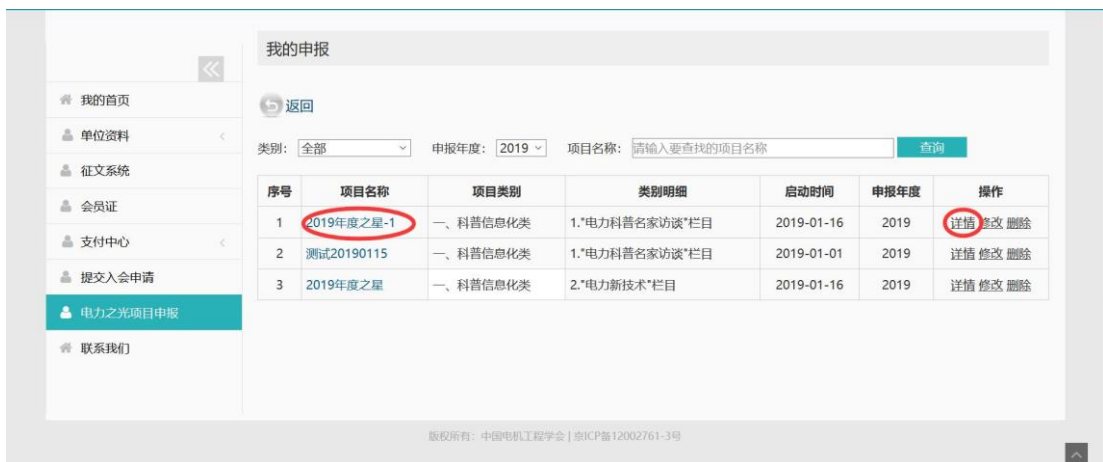 我的申报
我的首页
单位资料
征文系统
会员证
支付中心
提交入会申请
电力之光项目申报
联系我们
返回
类别： 全部 申报年度： 2019 项目名称： 请输入要查找的项目名称 查询
序号 项目名称 项目类别 类别明细 启动时间 申报年度 操作
1 2019年度之星-1 一、科普信息化类 1."电力科普名家访谈"栏目 2019-01-16 2019 详情 修改 删除
2 测试20190115 一、科普信息化类 1."电力科普名家访谈"栏目 2019-01-01 2019 详情 修改 删除
3 2019年度之星 一、科普信息化类 2."电力新技术"栏目 2019-01-16 2019 详情 修改 删除
版权所有：中国电机工程学会 | 京ICP备12002761-3号